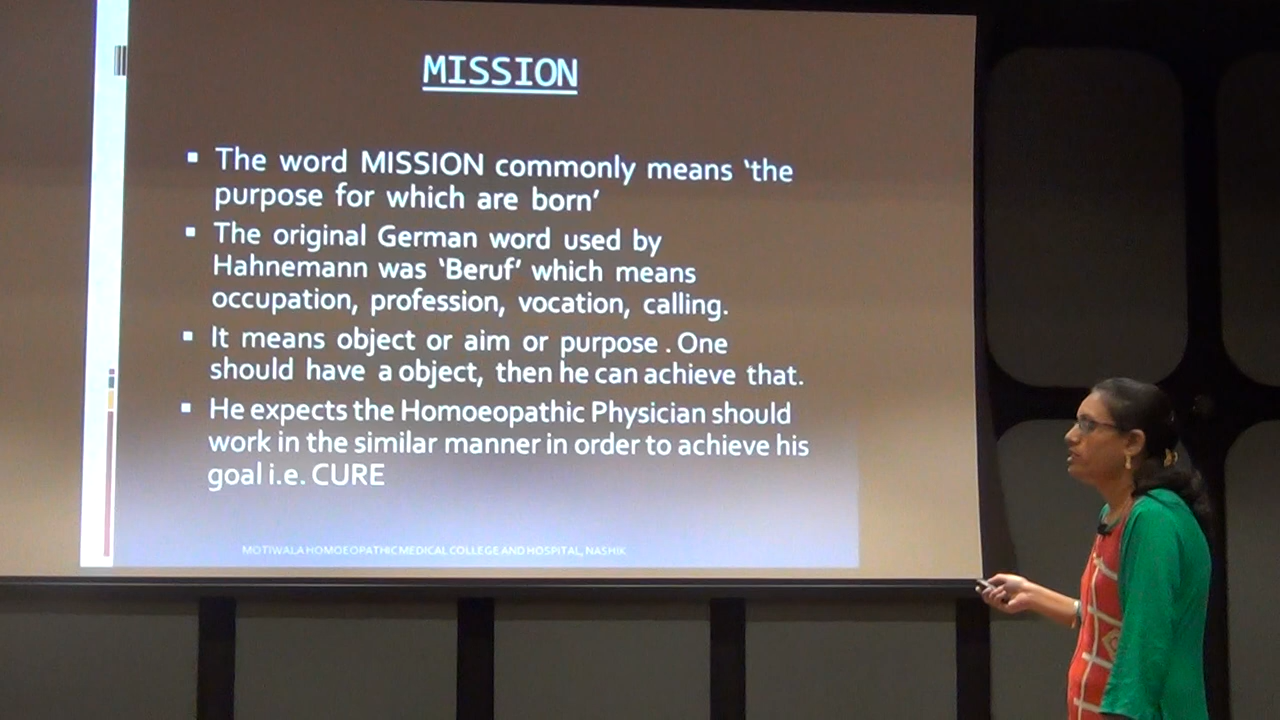 MISSION
The word MISSION commonly means ‘the
purpose for which are born’
The original German word used by
Hahnemann was ‘Beruf’ which means
occupation, profession, vocation, calling.
It means object or aim or purpose . One
should have a object, then he can achieve that.
He expects the Homoeopathic Physician should
work in the similar manner in order to achieve his
goal i.e. CURE
MOTIWALA HOMOEOPATHIC MEDICAL COLLEGE AND HOSPITAL, NASHIK